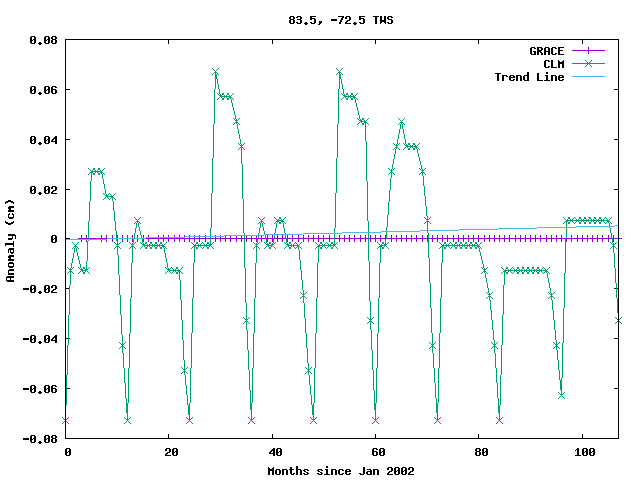 83.5, -72.5 TWS
GRACE
CLM
Trend Line
Anomaly (cm)
0.08
0.06
0.04
0.02
0
-0.02
-0.04
-0.06
-0.08
0 20 40 60 80 100
Months since Jan 2002